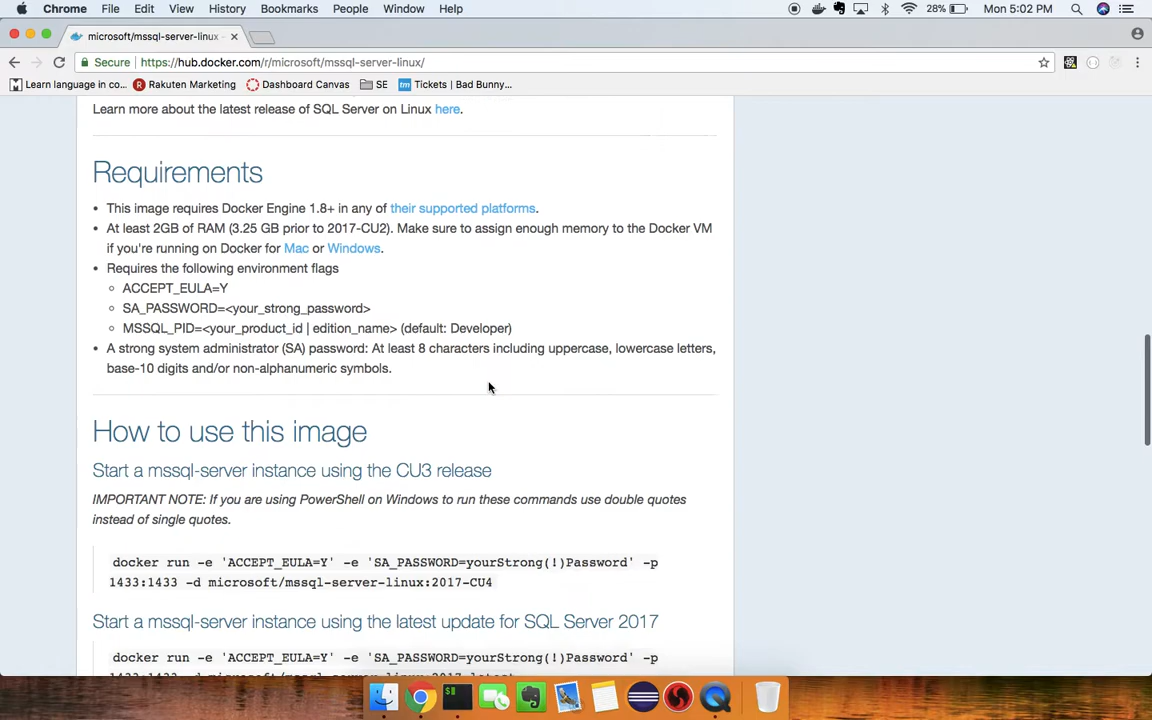 Chrome File Edit View History Bookmarks People Window Help 28% Mon 5:02 PM
microsoft/mssql-server-linux -
Secure https://hub.docker.com/r/microsoft/mssql-server-linux/
Learn language in co... Rakuten Marketing Dashboard Canvas SE tm Tickets | Bad Bunny...
Learn more about the latest release of SQL Server on Linux here.
Requirements
• This image requires Docker Engine 1.8+ in any of their supported platforms.
• At least 2GB of RAM (3.25 GB prior to 2017-CU2). Make sure to assign enough memory to the Docker VM
if you're running on Docker for Mac or Windows.
• Requires the following environment flags
○ ACCEPT_EULA=Y
○ SA_PASSWORD=<your_strong_password>
○ MSSQL_PID=<your_product_id | edition_name> (default: Developer)
• A strong system administrator (SA) password: At least 8 characters including uppercase, lowercase letters,
base-10 digits and/or non-alphanumeric symbols.
How to use this image
Start a mssql-server instance using the CU3 release
IMPORTANT NOTE: If you are using PowerShell on Windows to run these commands use double quotes
instead of single quotes.
docker run -e 'ACCEPT_EULA=Y' -e 'SA_PASSWORD=yourStrong(!)Password' -p
1433:1433 -d microsoft/mssql-server-linux:2017-CU4
Start a mssql-server instance using the latest update for SQL Server 2017
docker run -e 'ACCEPT_EULA=Y' -e 'SA_PASSWORD=yourStrong(!)Password' -p